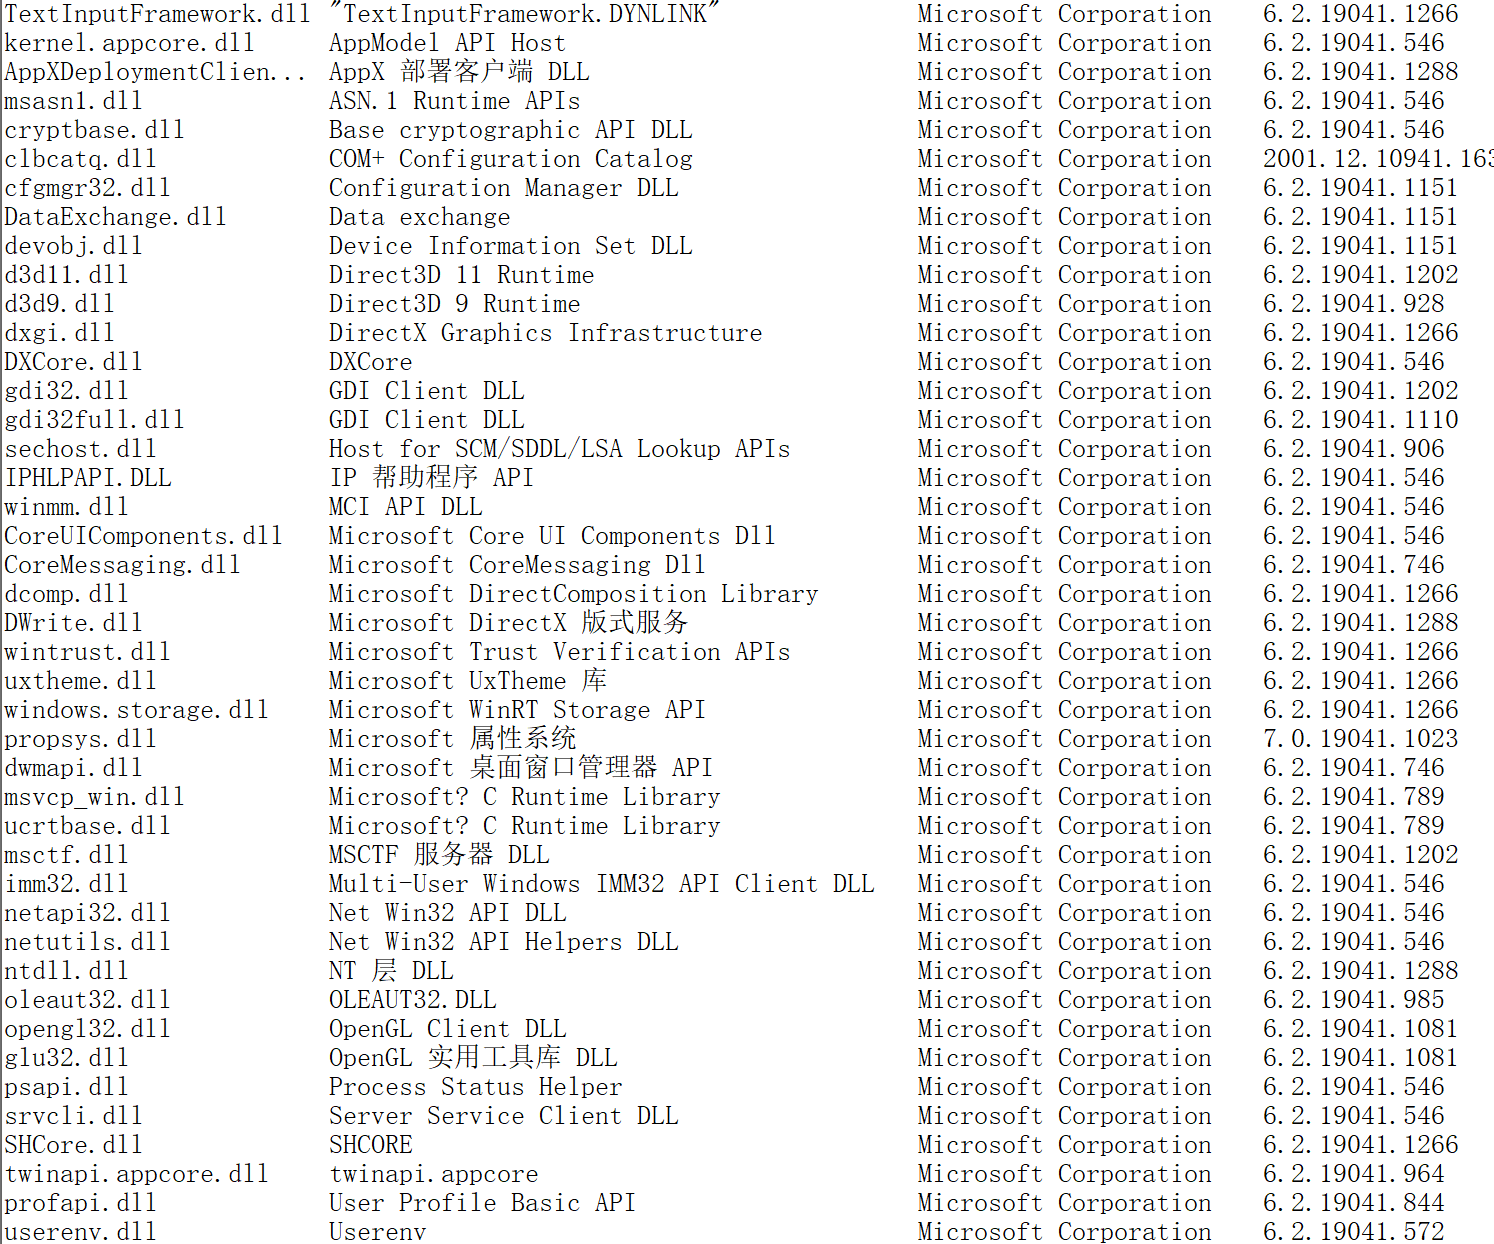 TextInputFramework.dll "TextInputFramework.DYNLINK" Microsoft Corporation 6.2.19041.1266
kernel.appcore.dll AppModel API Host Microsoft Corporation 6.2.19041.546
AppXDeploymentClien... AppX 部署客户端 DLL Microsoft Corporation 6.2.19041.1288
msasn1.dll ASN.1 Runtime APIs Microsoft Corporation 6.2.19041.546
cryptbase.dll Base cryptographic API DLL Microsoft Corporation 6.2.19041.546
clbcatq.dll COM+ Configuration Catalog Microsoft Corporation 2001.12.10941.163
cfgmgr32.dll Configuration Manager DLL Microsoft Corporation 6.2.19041.1151
DataExchange.dll Data exchange Microsoft Corporation 6.2.19041.1151
devobj.dll Device Information Set DLL Microsoft Corporation 6.2.19041.1151
d3d11.dll Direct3D 11 Runtime Microsoft Corporation 6.2.19041.1202
d3d9.dll Direct3D 9 Runtime Microsoft Corporation 6.2.19041.928
dxgi.dll DirectX Graphics Infrastructure Microsoft Corporation 6.2.19041.1266
DXCore.dll DXCore Microsoft Corporation 6.2.19041.546
gdi32.dll GDI Client DLL Microsoft Corporation 6.2.19041.1202
gdi32full.dll GDI Client DLL Microsoft Corporation 6.2.19041.1110
sechost.dll Host for SCM/SDDL/LSA Lookup APIs Microsoft Corporation 6.2.19041.906
IPHLPAPI.DLL IP 帮助程序 API Microsoft Corporation 6.2.19041.546
winmm.dll MCI API DLL Microsoft Corporation 6.2.19041.546
CoreUIComponents.dll Microsoft Core UI Components Dll Microsoft Corporation 6.2.19041.546
CoreMessaging.dll Microsoft CoreMessaging Dll Microsoft Corporation 6.2.19041.746
dcomp.dll Microsoft DirectComposition Library Microsoft Corporation 6.2.19041.1266
DWrite.dll Microsoft DirectX 版式服务 Microsoft Corporation 6.2.19041.1288
wintrust.dll Microsoft Trust Verification APIs Microsoft Corporation 6.2.19041.1266
uxtheme.dll Microsoft UxTheme 库 Microsoft Corporation 6.2.19041.1266
windows.storage.dll Microsoft WinRT Storage API Microsoft Corporation 6.2.19041.1266
propsys.dll Microsoft 属性系统 Microsoft Corporation 7.0.19041.1023
dwmapi.dll Microsoft 桌面窗口管理器 API Microsoft Corporation 6.2.19041.746
msvcp_win.dll Microsoft? C Runtime Library Microsoft Corporation 6.2.19041.789
ucrtbase.dll Microsoft? C Runtime Library Microsoft Corporation 6.2.19041.789
msctf.dll MSCTF 服务器 DLL Microsoft Corporation 6.2.19041.1202
imm32.dll Multi-User Windows IMM32 API Client DLL Microsoft Corporation 6.2.19041.546
netapi32.dll Net Win32 API DLL Microsoft Corporation 6.2.19041.546
netutils.dll Net Win32 API Helpers DLL Microsoft Corporation 6.2.19041.546
ntdll.dll NT 层 DLL Microsoft Corporation 6.2.19041.1288
oleaut32.dll OLEAUT32.DLL Microsoft Corporation 6.2.19041.985
opengl32.dll OpenGL Client DLL Microsoft Corporation 6.2.19041.1081
glu32.dll OpenGL 实用工具库 DLL Microsoft Corporation 6.2.19041.1081
psapi.dll Process Status Helper Microsoft Corporation 6.2.19041.546
srvcli.dll Server Service Client DLL Microsoft Corporation 6.2.19041.546
SHCore.dll SHCORE Microsoft Corporation 6.2.19041.1266
twinapi.appcore.dll twinapi.appcore Microsoft Corporation 6.2.19041.964
profapi.dll User Profile Basic API Microsoft Corporation 6.2.19041.844
userenv.dll Userenv Microsoft Corporation 6.2.19041.572